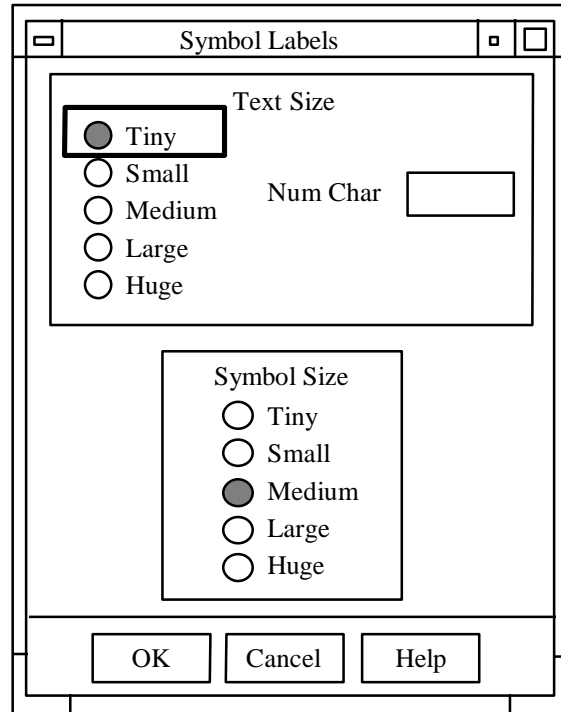 Symbol Labels
Text Size
Tiny
Small
Num Char
Medium
Large
Huge
Symbol Size
Tiny
Small
Medium
Large
Huge
OK Cancel Help